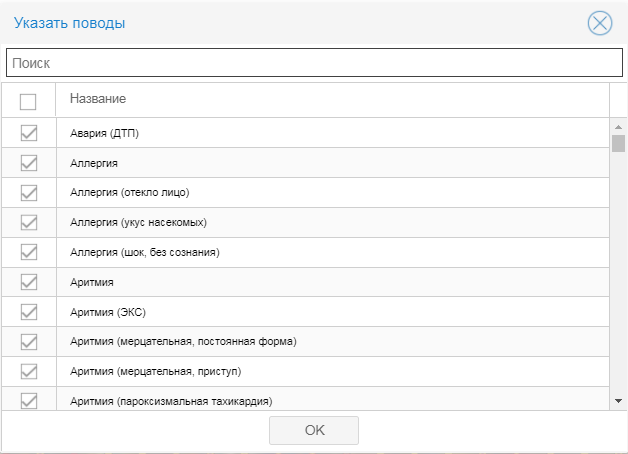 Указать поводы
Поиск
Название
Авария (ДТП)
Аллергия
Аллергия (отекло лицо)
Аллергия (укус насекомых)
Аллергия (шок, без сознания)
Аритмия
Аритмия (ЭКС)
Аритмия (мерцательная, постоянная форма)
Аритмия (мерцательная, приступ)
Аритмия (пароксизмальная тахикардия)
OK